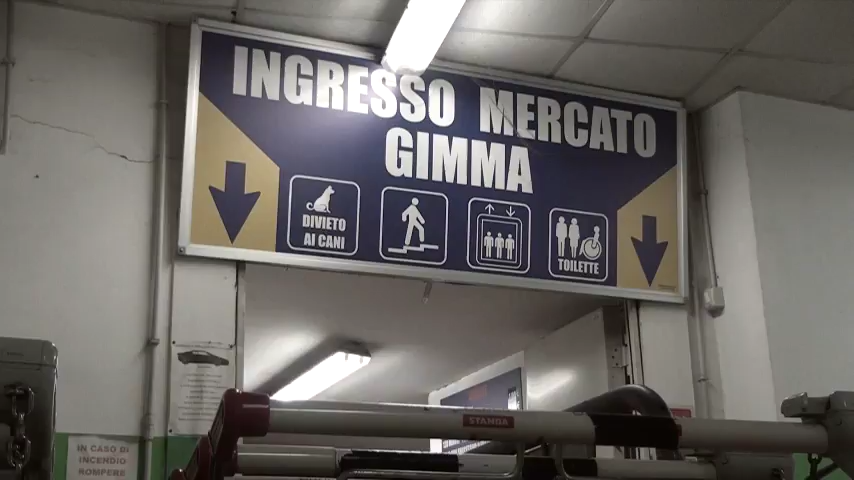 INGRESSO MERCATO
GIMMA
DIVIETO
AI CANI
TOILETTE
STANGA
IN CASO DI
INCENDIO
ROMPERE